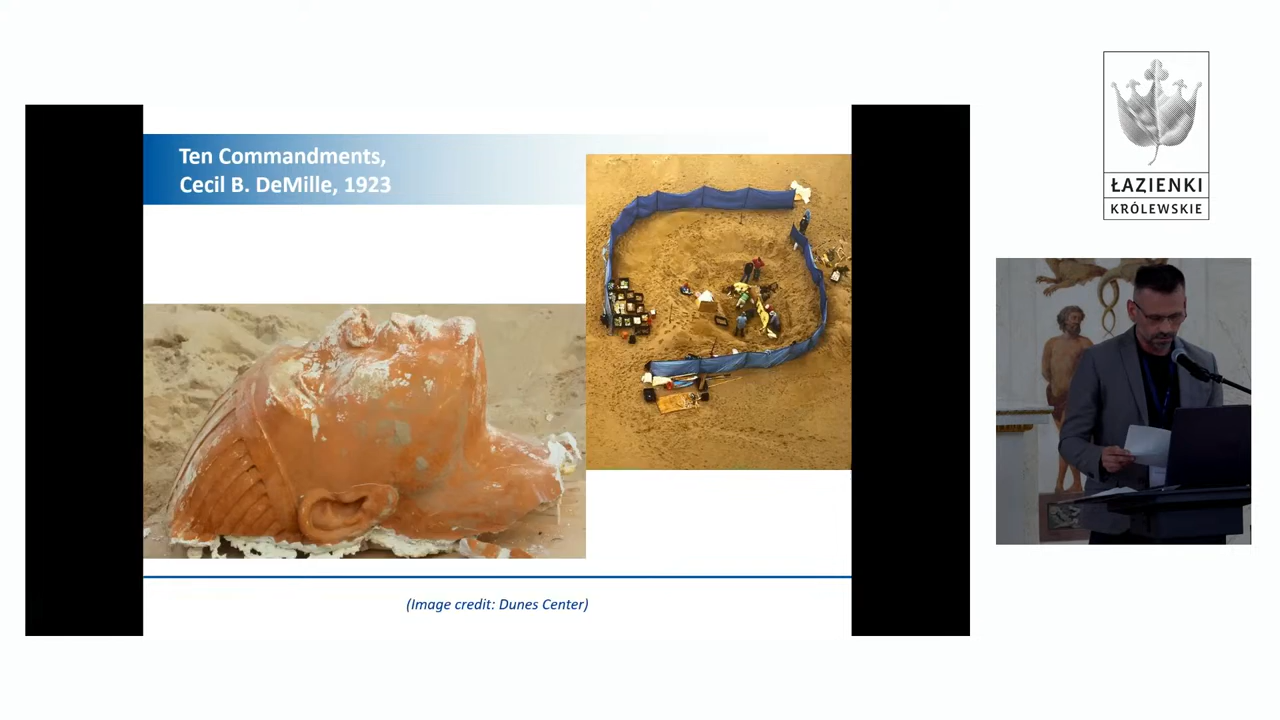 Ten Commandments,
Cecil B. DeMille, 1923
ŁAZIENKI
KRÓLEWSKIE
(Image credit: Dunes Center)